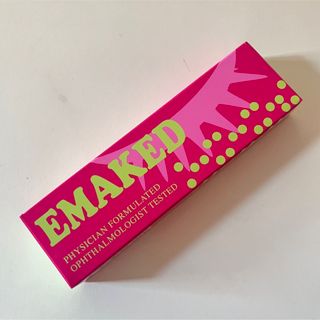 EMAKED
PHYSICIAN FORMULATED
OPHTHALMOLOGIST TESTED